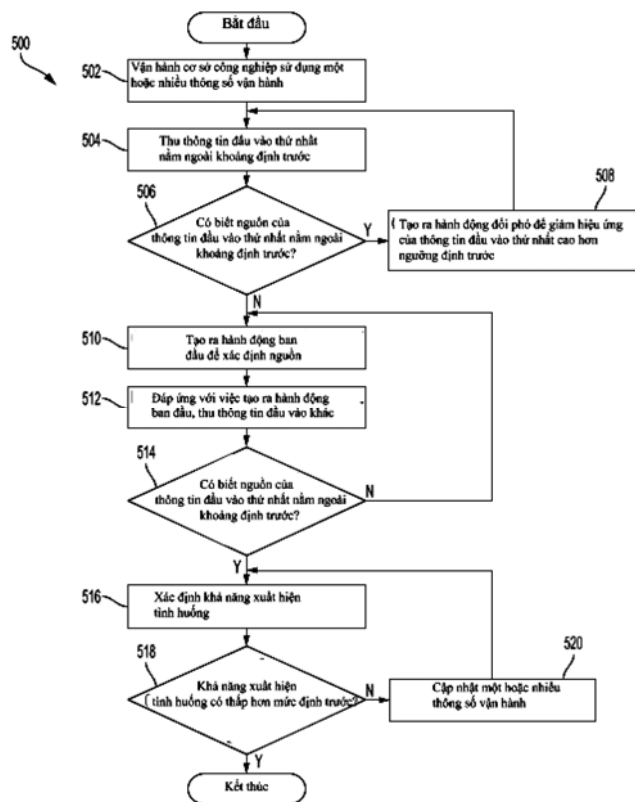 Bắt đầu
500
502
Vận hành cơ sở công nghiệp sử dụng một
hoặc nhiều thông số vận hành
504
Thu thông tin đầu vào thứ nhất
nằm ngoài khoảng định trước
506
Có biết nguồn của
thông tin đầu vào thứ nhất nằm ngoài
khoảng định trước?
Y
508
Tạo ra hành động đối phó để giảm hiệu ứng
của thông tin đầu vào thứ nhất cao hơn
ngưỡng định trước
N
510
Tạo ra hành động ban
đầu để xác định nguồn
512
Đáp ứng với việc tạo ra hành động
ban đầu, thu thông tin đầu vào khác
514
Có biết nguồn của
thông tin đầu vào thứ nhất nằm ngoài
khoảng định trước?
N
Y
516
Xác định khả năng xuất hiện
tình huống
518
Khả năng xuất hiện
tình huống có thấp hơn mức định trước?
N
520
Cập nhật một hoặc nhiều
thông số vận hành
Y
Kết thúc